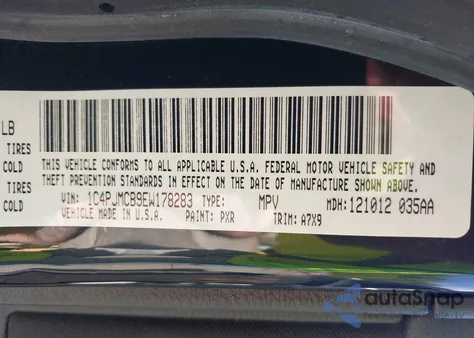 LB
TIRES
COLD
TIRES
COLD
THIS VEHICLE CONFORMS TO ALL APPLICABLE U.S.A. FEDERAL MOTOR VEHICLE SAFETY AND
THEFT PREVENTION STANDARDS IN EFFECT ON THE DATE OF MANUFACTURE SHOWN ABOVE.
VIN: 1C4PJMCB9EW178283 TYPE: MPV MDH: 121012 035AA
VEHICLE MADE IN U.S.A. PAINT: PXR TRIM: A7X9
autoSnap